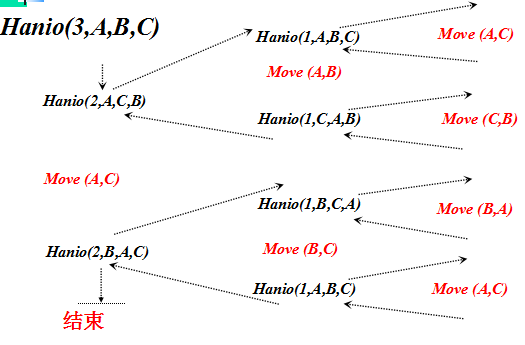 Hanio(3,A,B,C)
Hanio(1,A,B,C)
Move (A,C)
Move (A,B)
Hanio(2,A,C,B)
Hanio(1,C,A,B)
Move (C,B)
Move (A,C)
Hanio(1,B,C,A)
Move (B,A)
Hanio(2,B,A,C)
Move (B,C)
Hanio(1,A,B,C)
Move (A,C)
结束